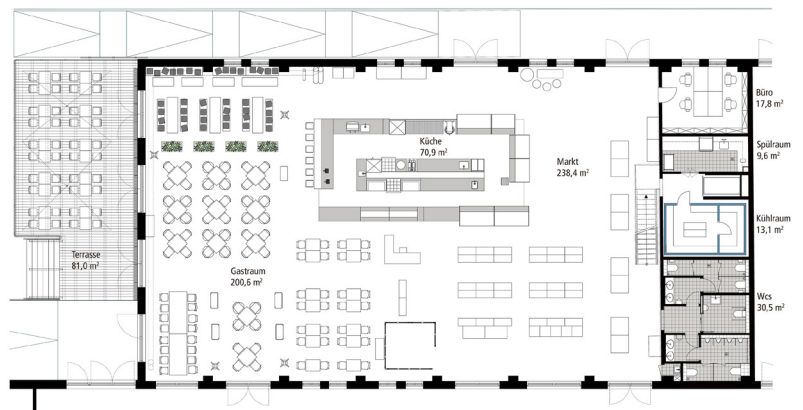 Büro
17,8 m²
Spülraum
9,6 m²
Küche
70,9 m²
Markt
238,4 m²
Kühlraum
13,1 m²
Terrasse
81,0 m²
Gastraum
200,6 m²
Wcs
30,5 m²